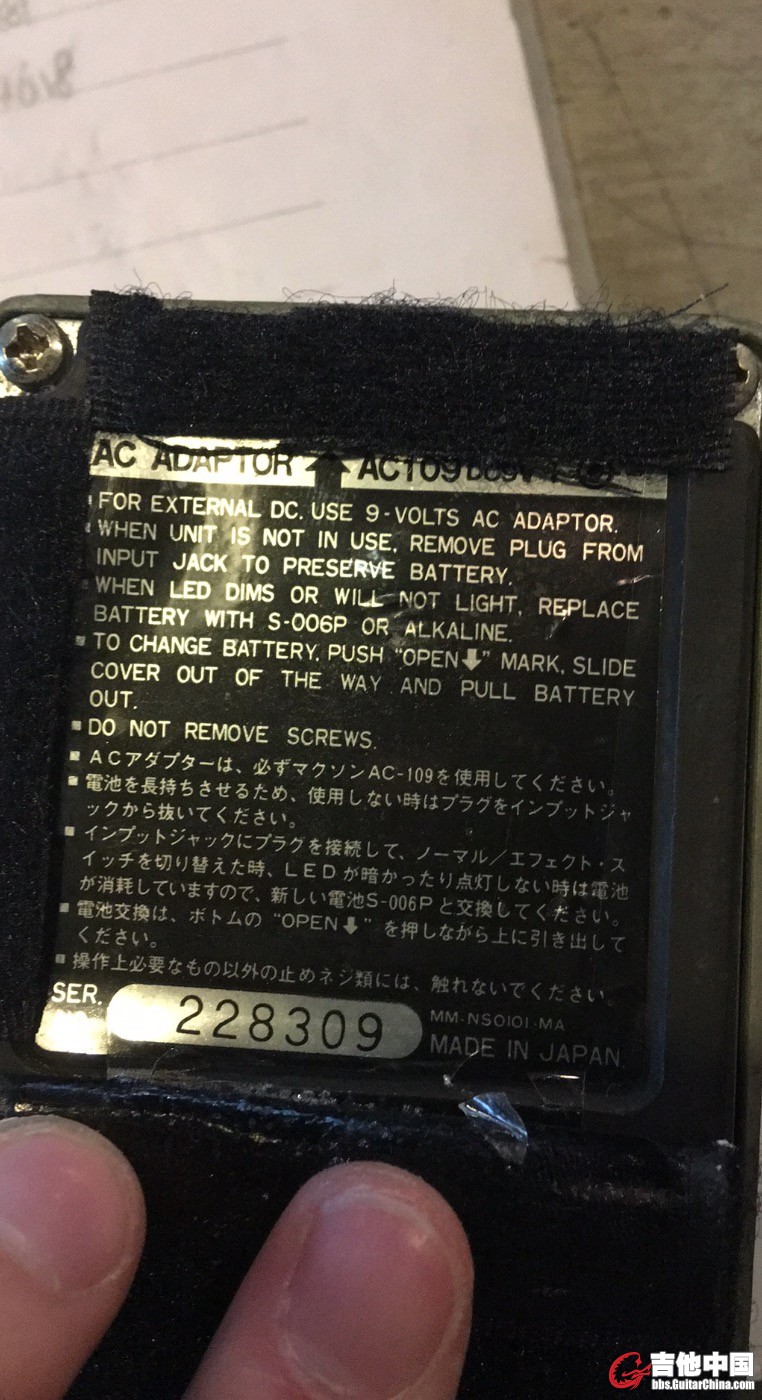 AC ADAPTOR AC109
FOR EXTERNAL DC. USE 9-VOLTS AC ADAPTOR.
WHEN UNIT IS NOT IN USE, REMOVE PLUG FROM
INPUT JACK TO PRESERVE BATTERY.
WHEN LED DIMS OR WILL NOT LIGHT, REPLACE
BATTERY WITH S-006P OR ALKALINE.
■ TO CHANGE BATTERY, PUSH "OPEN⬇" MARK, SLIDE
COVER OUT OF THE WAY AND PULL BATTERY
OUT.
■ DO NOT REMOVE SCREWS.
■ ACアダプターは、必ずマクソンAC-109を使用してください。
■ 電池を長持ちさせるため、使用しない時はプラグをインプットジャ
ックから抜いてください。
■ インプットジャックにプラグを接続して、ノーマル/エフェクト・ス
イッチを切り替えた時、LEDが暗かったり点灯しない時は電池
が消耗していますので、新しい電池S-006Pと交換してください。
■ 電池交換は、ボトムの "OPEN⬇" を押しながら上に引き出して
ください。
■ 操作上必要なもの以外の止めネジ類には、触れないでください。
SER.
228309
MM-NS0101-MA
MADE IN JAPAN.
吉他中国
bbs.GuitarChina.com